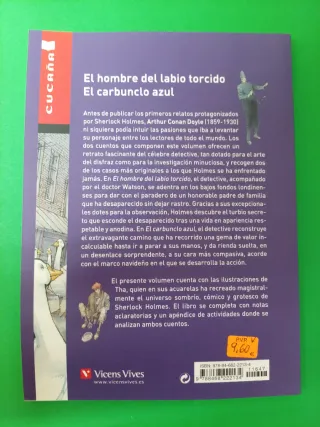 CUCAÑA
El hombre del labio torcido
El carbunclo azul
Antes de publicar los primeros relatos protagonizados
por Sherlock Holmes, Arthur Conan Doyle (1859-1930)
ni siquiera podía intuir las pasiones que iba a levantar
su personaje entre los lectores de todo el mundo. Los
dos cuentos que componen este volumen ofrecen un
retrato fascinante del célebre detective, tan dotado para el arte
del disfraz como para la investigación minuciosa, y recogen dos
de los casos más originales a los que Holmes se ha enfrentado
jamás. En El hombre del labio torcido, el detective, acompañado
por el doctor Watson, se adentra en los bajos fondos londinen-
ses para dar con el paradero de un honorable padre de familia
que ha desaparecido sin dejar rastro. Gracias a sus excepciona-
les dotes para la observación, Holmes descubre el turbio secre-
to que esconde el desaparecido tras una vida en apariencia res-
petable y anodina. En El carbunclo azul, el detective reconstruye
el extravagante camino que ha recorrido una gema de valor in-
calculable hasta ir a parar a sus manos, y da rienda suelta, en
un desenlace sorprendente, a su cara más compasiva, acorde
con el marco navideño en el que se desarrolla la acción.
El presente volumen cuenta con las ilustraciones de
Tha, quien en sus acuarelas ha recreado magistral-
mente el universo sombrío, cómico y grotesco de
Sherlock Holmes. El libro se completa con notas
aclaratorias y un apéndice de actividades donde se
analizan ambos cuentos.
9,60 €
Vicens Vives
www.vicensvives.es
11647